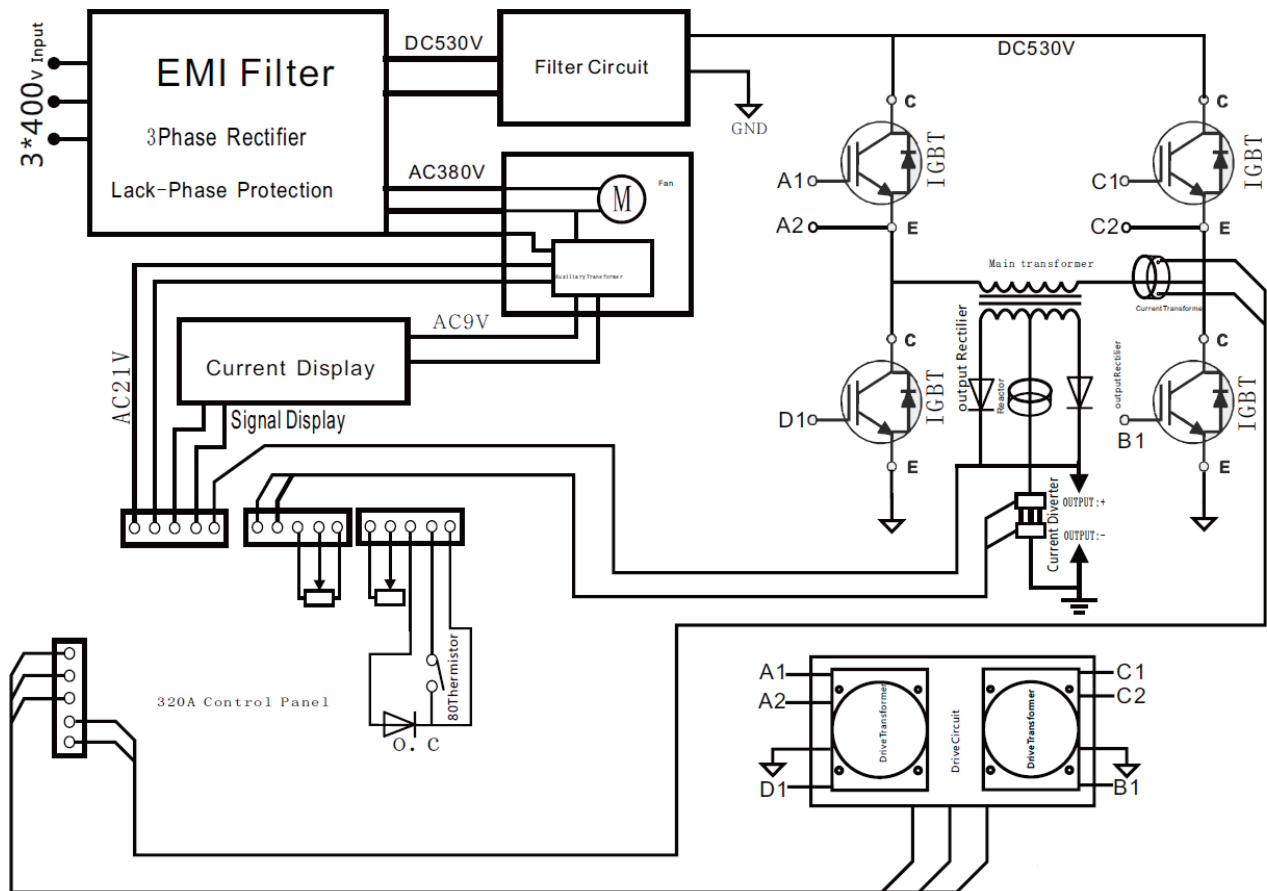 3*400v Input
EMI Filter
3Phase Rectifier
Lack-Phase Protection
DC530V
Filter Circuit
GND
DC530V
AC380V
M
Fan
Auxiliary Transformer
C
IGBT
A1
A2
E
C
IGBT
C1
C2
E
Main transformer
Current Transformer
AC9V
Current Display
AC21V
Signal Display
C
IGBT
D1
E
output Rectilier
Reactor
outputRectilier
C
IGBT
B1
E
OUTPUT:+
OUTPUT:-
Current Diverter
80Thermistor
O. C
320A Control Panel
A1
A2
D1
DriveTransformer
DriveCircuit
DriveTransformer
C1
C2
B1